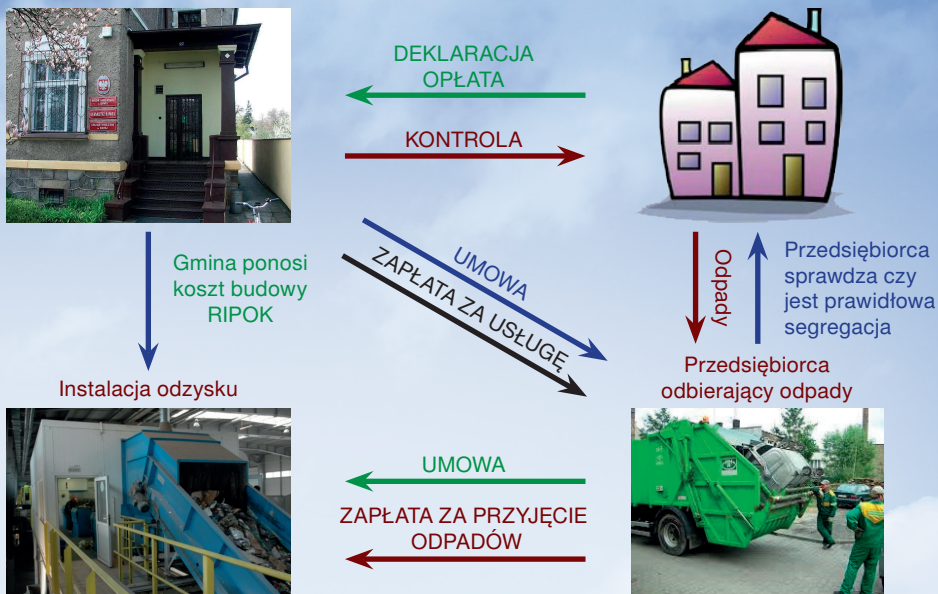 DEKLARACJA
OPŁATA
KONTROLA
Gmina ponosi
koszt budowy
RIPOK
UMOWA
ZAPŁATA ZA USŁUGĘ
Odpady
Przedsiębiorca
sprawdza czy
jest prawidłowa
segregacja
Instalacja odzysku
Przedsiębiorca
odbierający odpady
UMOWA
ZAPŁATA ZA PRZYJĘCIE
ODPADÓW